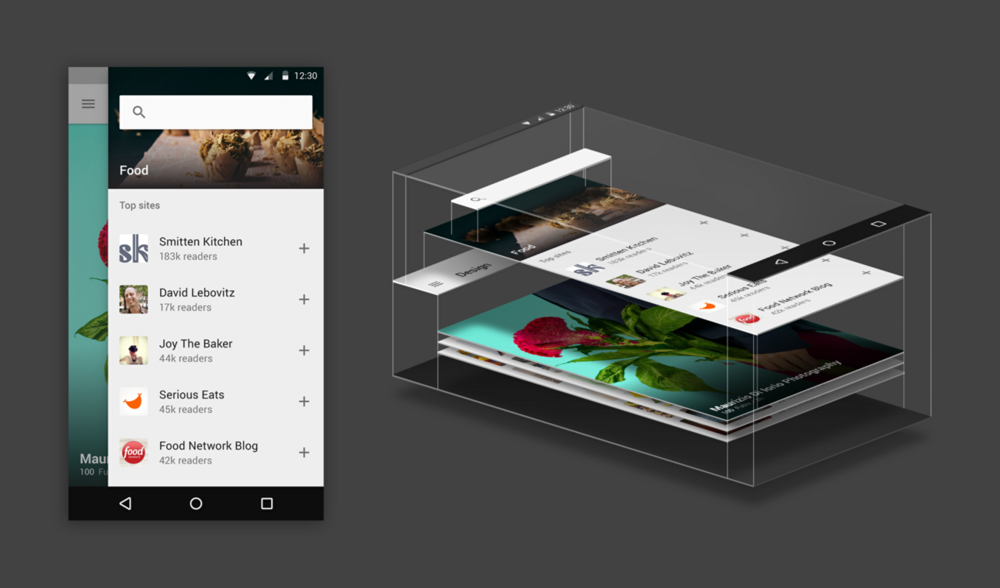 12:30
Food
Top sites
sk
Smitten Kitchen
183k readers
David Lebovitz
17k readers
Joy The Baker
44k readers
Serious Eats
45k readers
food
NETWORK
Food Network Blog
42k readers
Mau
100 Fu
12:30
Design
Food
Top sites
sk
Smitten Kitchen
183k readers
David Lebovitz
17k readers
Joy The Baker
44k readers
Serious Eats
45k readers
food
Food Network Blog
42k readers
Maurizio Di Iorio Photography
100